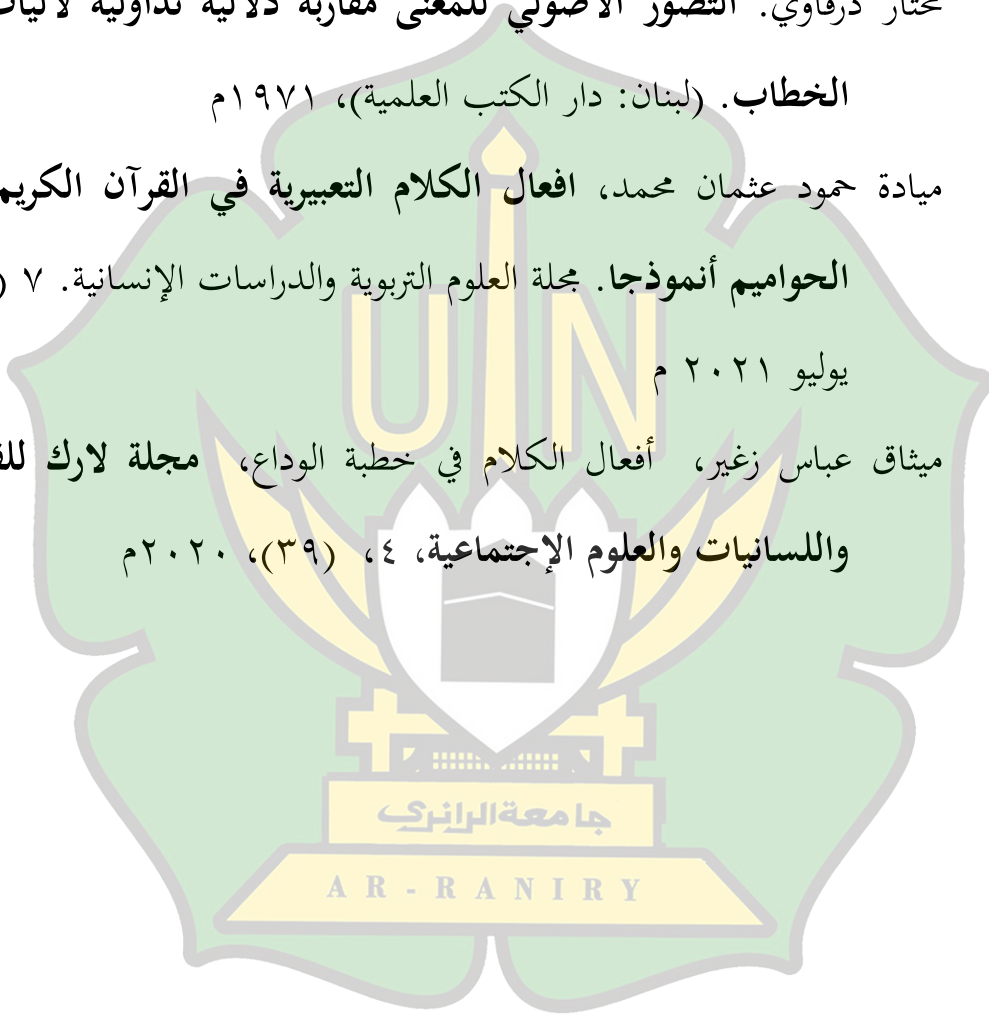 مختار درقاوي. التصور الأصولي للمعنى مقاربة دلالية تداولية لآليات
الخطاب. (لبنان: دار الكتب العلمية)، ١٩٧١م
ميادة حمود عثمان محمد، افعال الكلام التعبيرية في القرآن الكريم
الحواميم أنموذجا. مجلة العلوم التربوية والدراسات الإنسانية. ٧ (
يوليو ٢٠٢١ م
ميثاق عباس زغير، أفعال الكلام في خطبة الوداع، مجلة لارك
واللسانيات والعلوم الإجتماعية، ٤، (٣٩)، ٢٠٢٠م
UIN
جامعة الرانري
AR-RANIRY